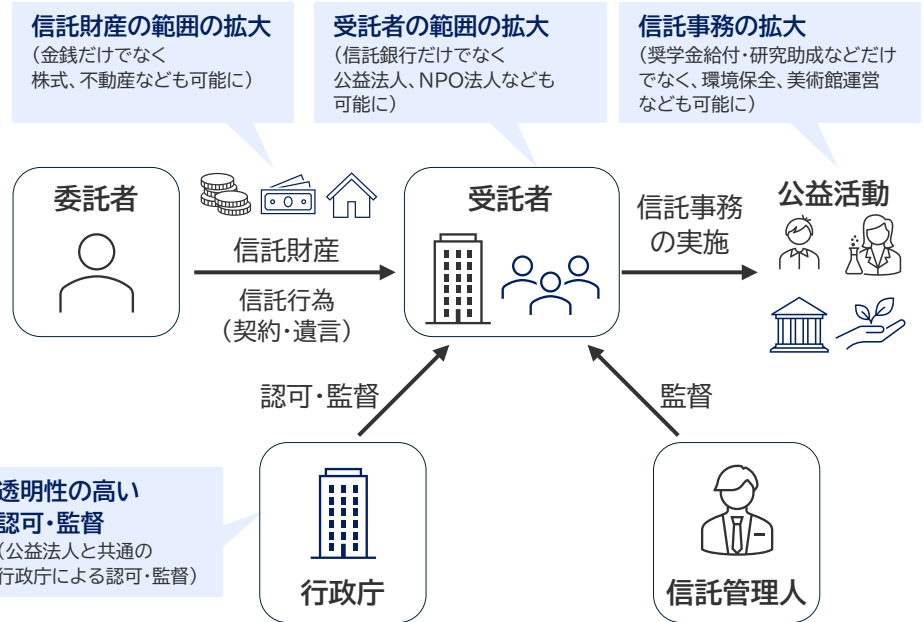 信託財産の範囲の拡大
(金銭だけでなく
株式、不動産なども可能に)
受託者の範囲の拡大
(信託銀行だけでなく
公益法人、NPO法人なども
可能に)
信託事務の拡大
(奨学金給付・研究助成などだけ
でなく、環境保全、美術館運営
なども可能に)
委託者
信託財産
信託行為
(契約・遺言)
受託者
信託事務
の実施
公益活動
認可・監督
監督
透明性の高い
認可・監督
(公益法人と共通の
行政庁による認可・監督)
行政庁
信託管理人